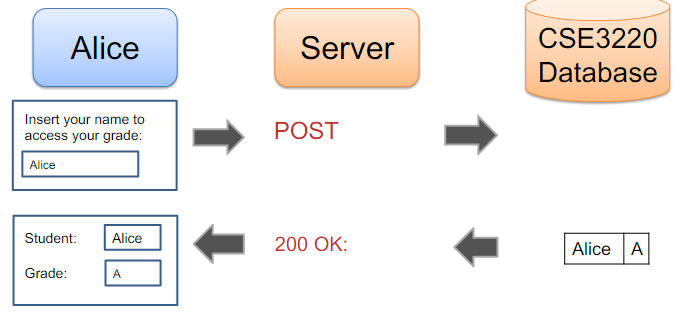 Alice
Server
CSE3220
Database
Insert your name to
access your grade:
Alice
POST
Student:
Alice
Grade:
A
200 OK:
Alice
A